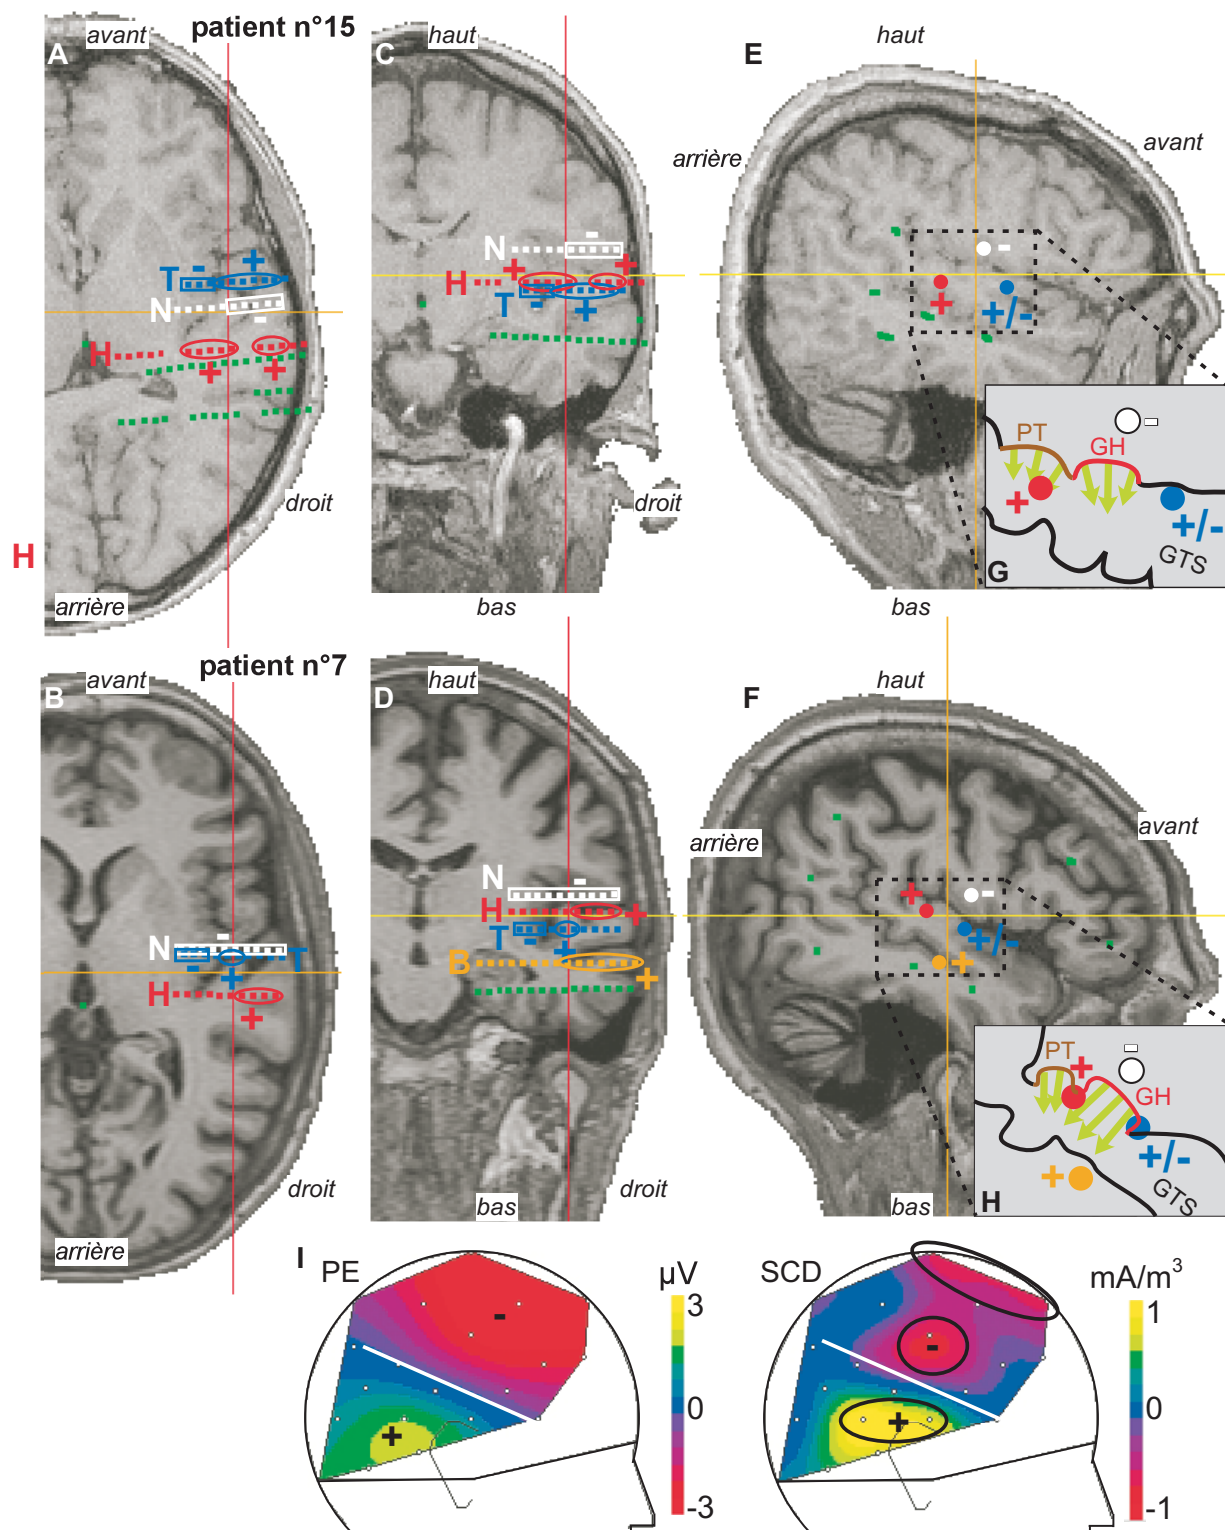 patient n°15
A
avant
T
-
+
N
-
H
+
+
droit
arrière
H
C
haut
N
-
+
+
H
T
-
+
droit
bas
E
haut
arrière
avant
-
+
+/-
bas
G
PT
GH
-
+
+/-
GTS
patient n°7
B
avant
N
-
T
-
+
H
+
droit
arrière
D
haut
N
-
H
+
T
-
+
B
+
droit
bas
F
haut
arrière
avant
+
-
+/-
+
bas
H
PT
+
-
GH
+/-
+
GTS
I
PE
-
+
µV
3
0
-3
SCD
-
+
mA/m³
1
0
-1